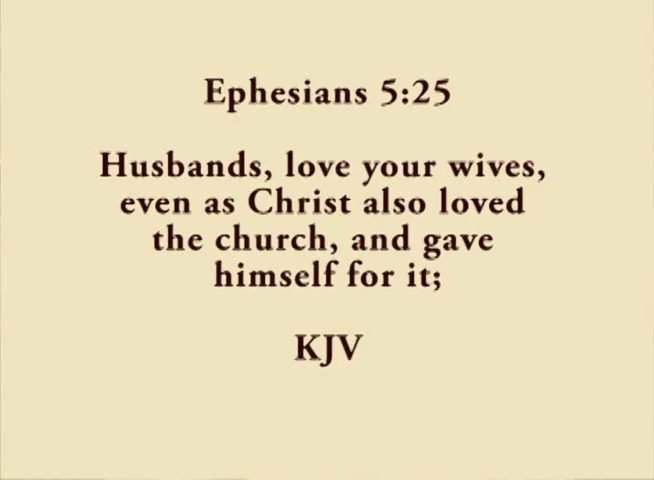 Ephesians 5:25
Husbands, love your wives,
even as Christ also loved
the church, and gave
himself for it;
KJV